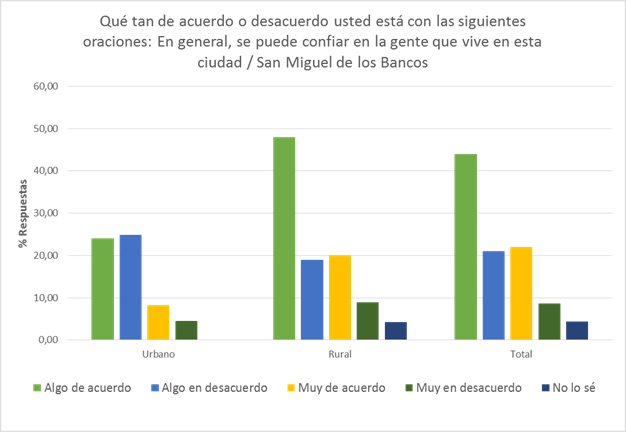 Qué tan de acuerdo o desacuerdo usted está con las siguientes
oraciones: En general, se puede confiar en la gente que vive en esta
ciudad / San Miguel de los Bancos
60,00
50,00
40,00
30,00
20,00
10,00
0,00
% Respuestas
Urbano Rural Total
Algo de acuerdo Algo en desacuerdo Muy de acuerdo Muy en desacuerdo No lo sé